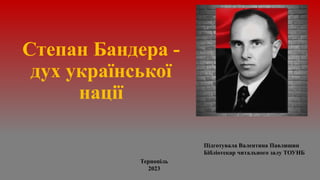 Степан Бандера -
дух української
нації
Підготувала Валентина Павлишин
Бібліотекар читального залу ТОУНБ
Тернопіль
2023